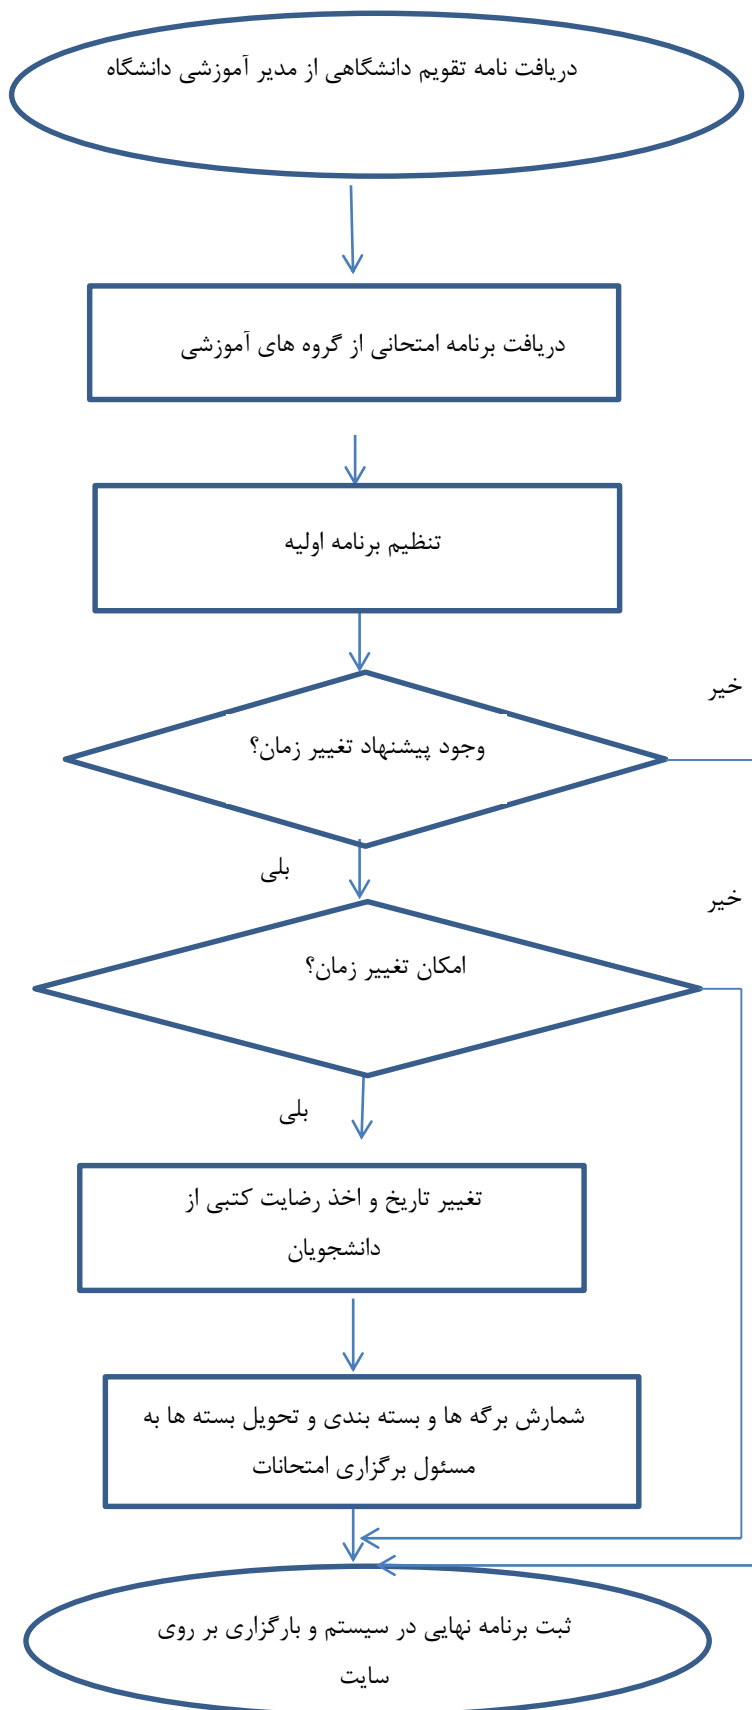 دریافت نامه تقویم دانشگاهی از مدیر آموزشی دانشگاه
دریافت برنامه امتحانی از گروه های آموزشی
تنظیم برنامه اولیه
خیر
وجود پیشنهاد تغییر زمان؟
بلی
خیر
امکان تغییر زمان؟
بلی
تغییر تاریخ و اخذ رضایت کتبی از
دانشجویان
شمارش برگه ها و بسته بندی و تحویل بسته ها به
مسئول برگزاری امتحانات
ثبت برنامه نهایی در سیستم و بارگزاری بر روی
سایت